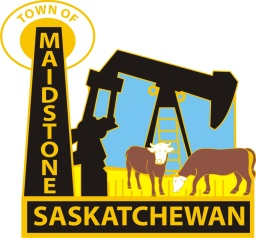 TOWN OF
MAIDSTONE
SASKATCHEWAN